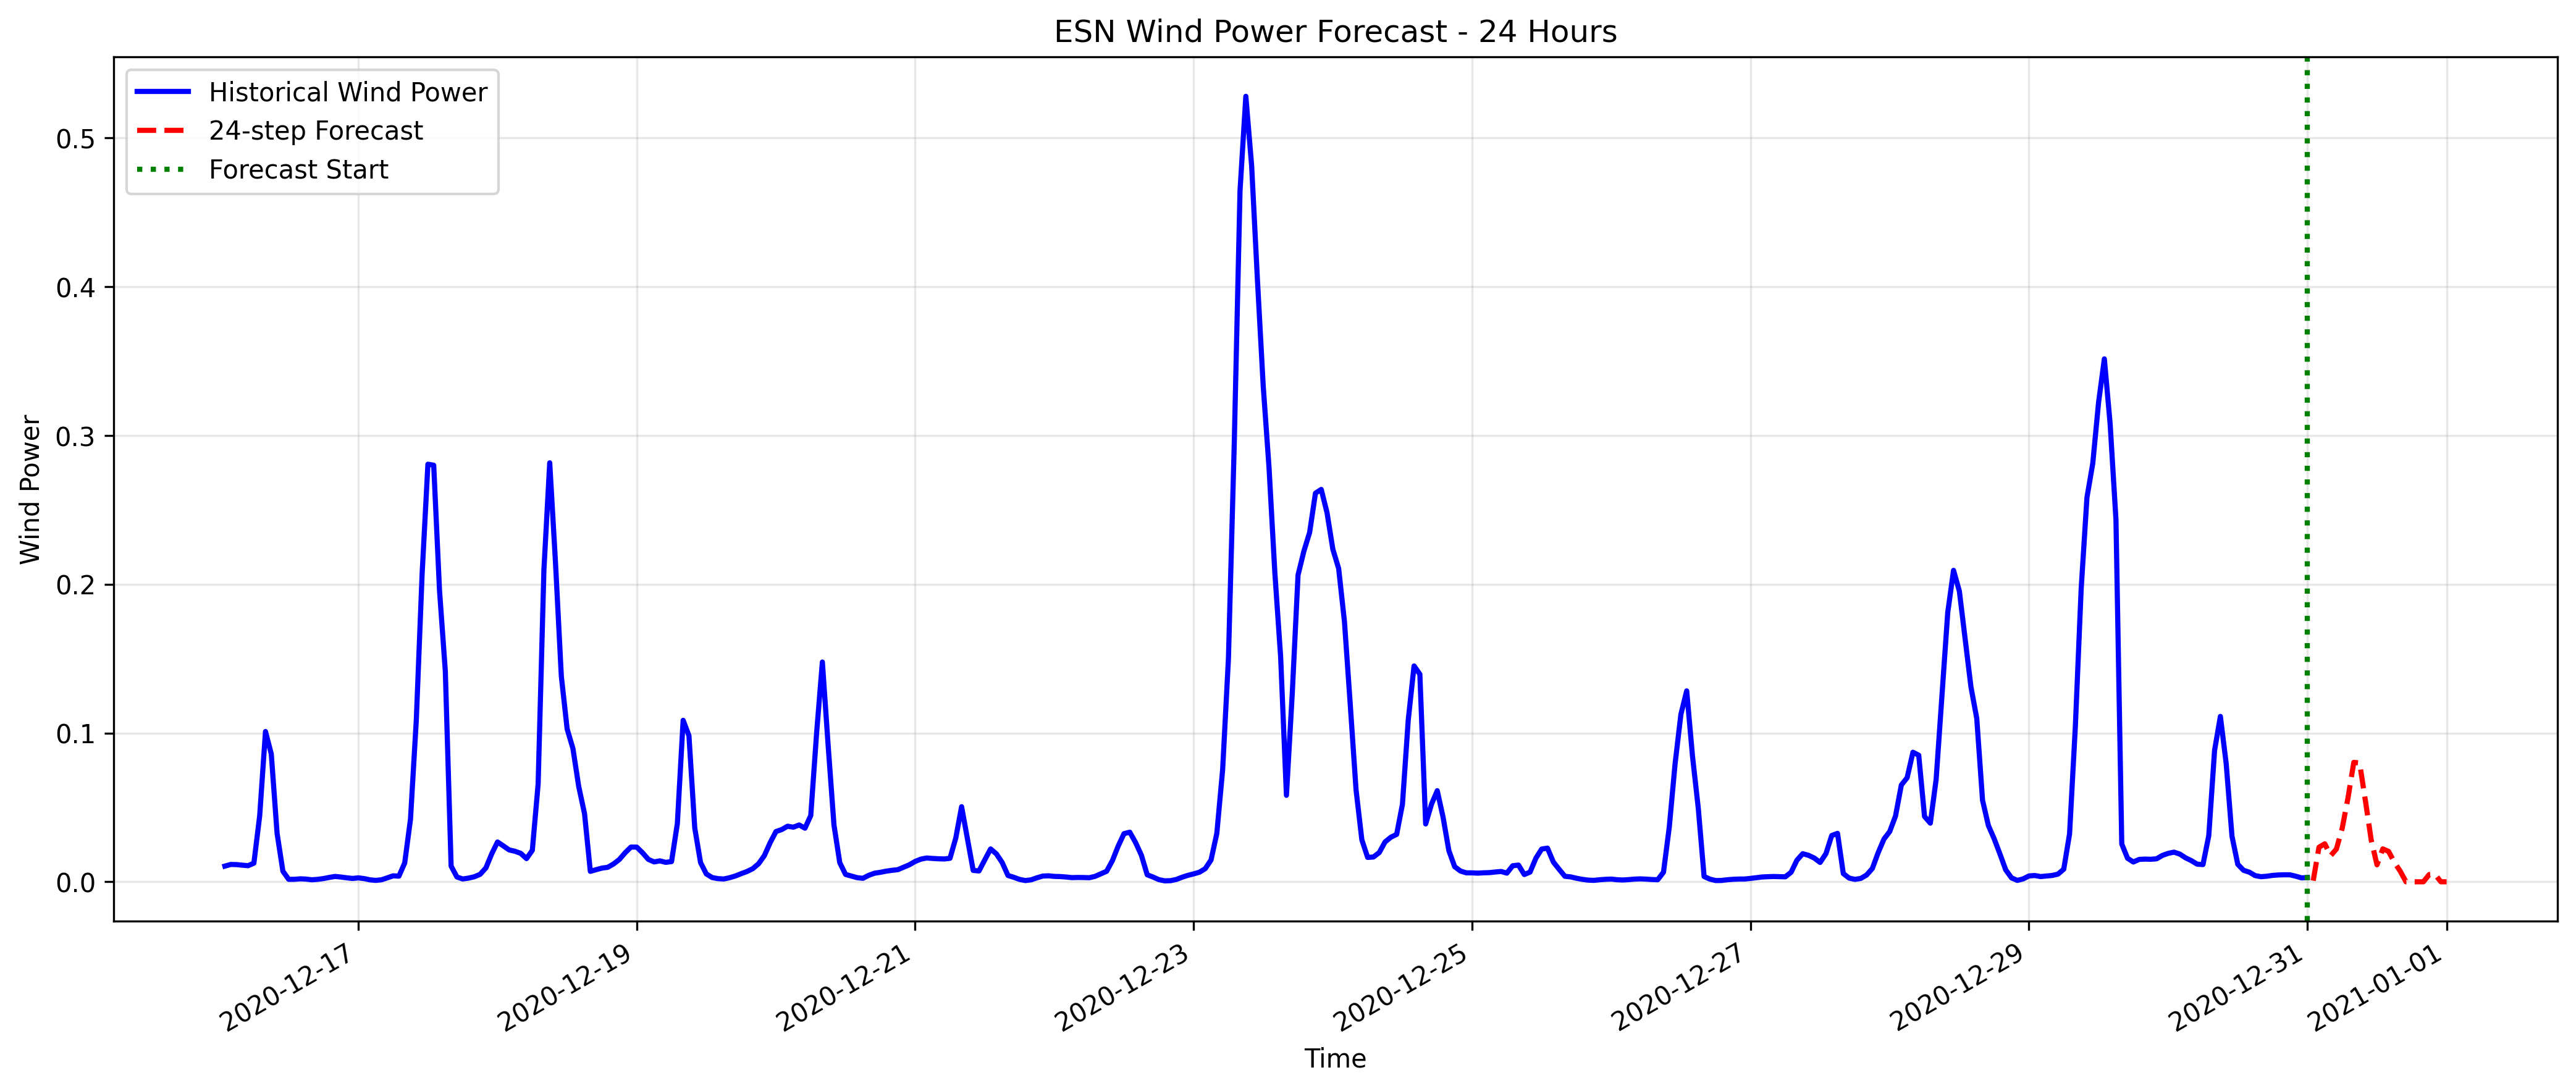 ESN Wind Power Forecast - 24 Hours
Historical Wind Power
24-step Forecast
Forecast Start
Wind Power
0.5
0.4
0.3
0.2
0.1
0.0
2020-12-17
2020-12-19
2020-12-21
2020-12-23
2020-12-25
2020-12-27
2020-12-29
2020-12-31
2021-01-01
Time